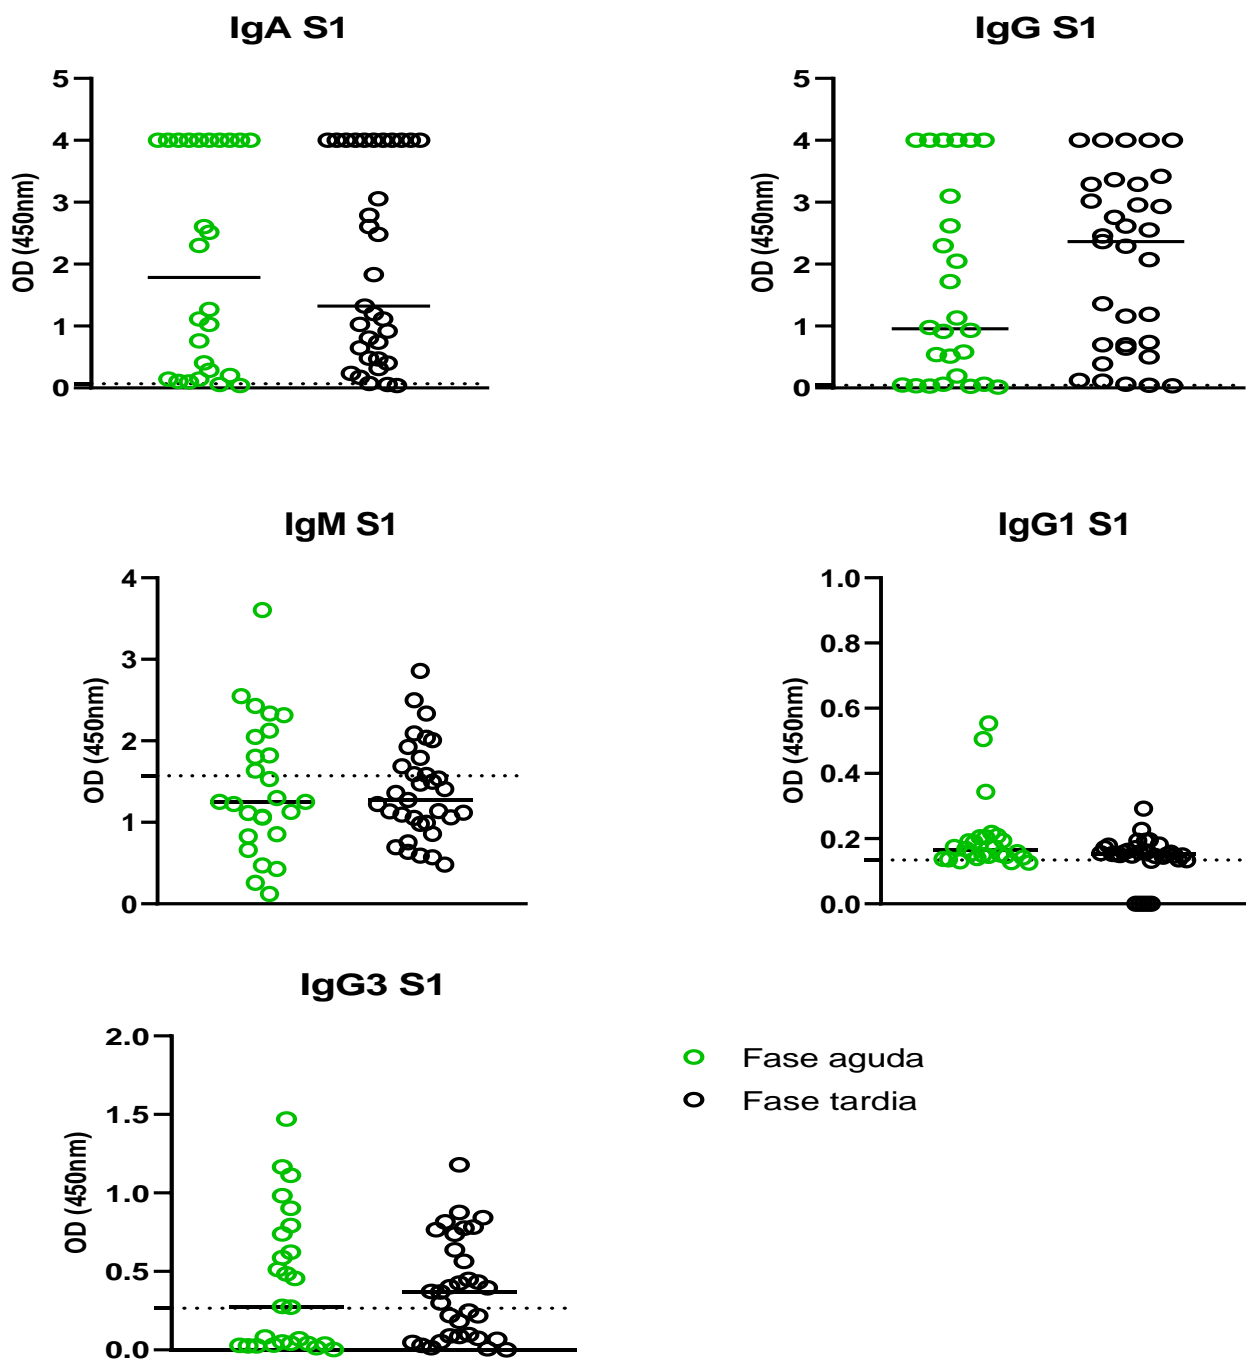 IgA S1
5
4
3
2
1
0
OD (450nm)
IgG S1
5
4
3
2
1
0
OD (450nm)
IgM S1
4
3
2
1
0
OD (450nm)
IgG1 S1
1.0
0.8
0.6
0.4
0.2
0.0
OD (450nm)
IgG3 S1
2.0
1.5
1.0
0.5
0.0
OD (450nm)
Fase aguda
Fase tardia